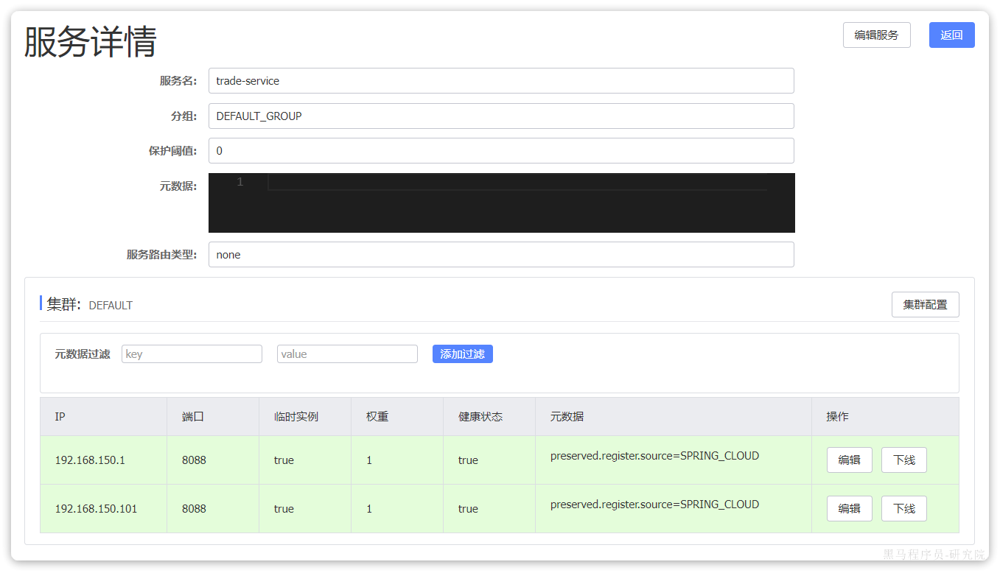 服务详情
编辑服务 返回
服务名: trade-service
分组: DEFAULT_GROUP
保护阈值: 0
元数据: 1
服务路由类型: none
集群: DEFAULT 集群配置
元数据过滤 key value 添加过滤
IP 端口 临时实例 权重 健康状态 元数据 操作
192.168.150.1 8088 true 1 true preserved.register.source=SPRING_CLOUD 编辑 下线
192.168.150.101 8088 true 1 true preserved.register.source=SPRING_CLOUD 编辑 下线
黑马程序员-研究院